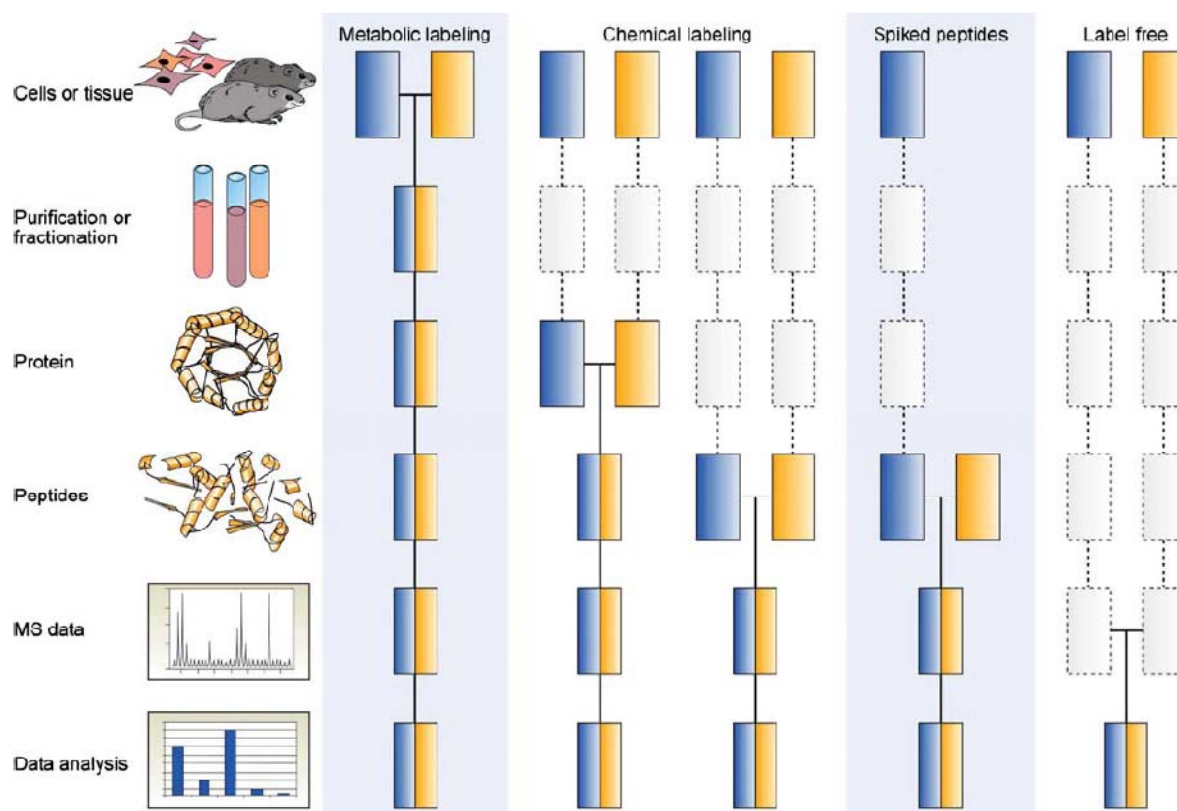 Metabolic labeling
Chemical labeling
Spiked peptides
Label free
Cells or tissue
Purification or
fractionation
Protein
Peptides
MS data
Data analysis